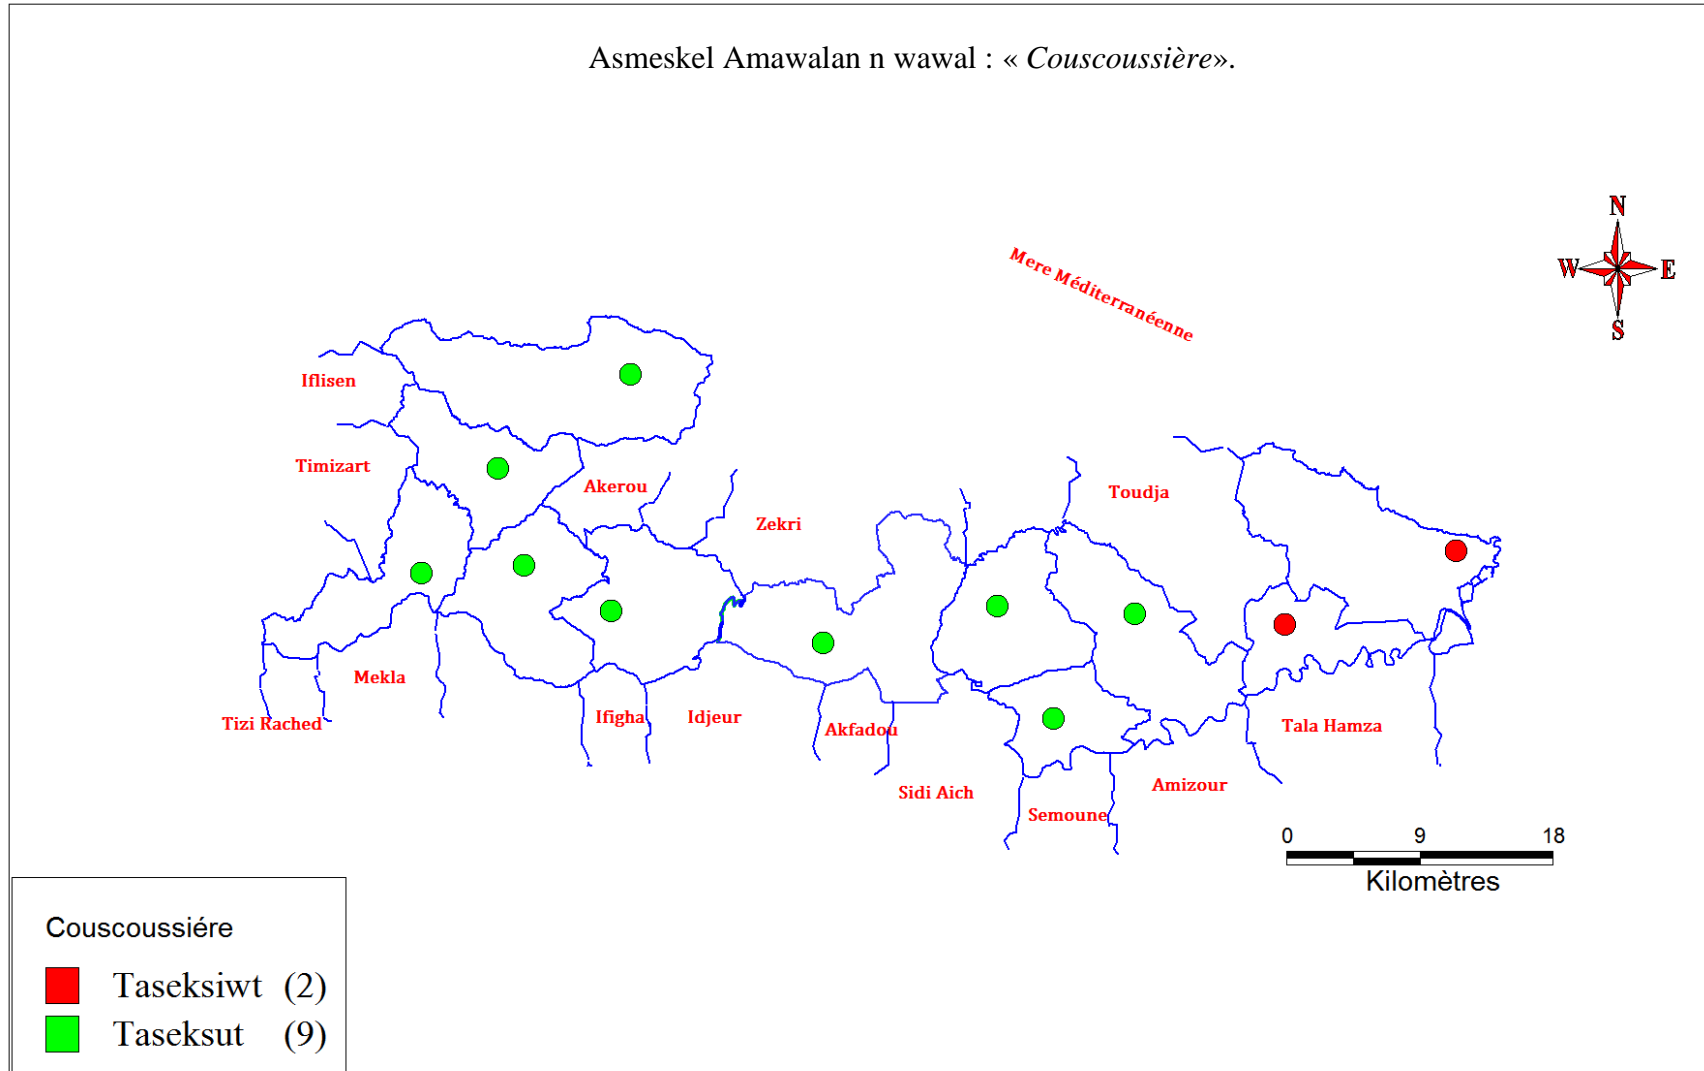 Asmeskel Amawalan n wawal : « Couscoussière».
N
W E
S
Mere Méditerranéenne
Iflisen
Timizart
Akerou
Zekri
Toudja
Mekla
Tizi Rached
Ifigha
Idjeur
Akfadou
Tala Hamza
Sidi Aich
Semoune
Amizour
0 9 18
Kilomètres
Couscoussiére
Taseksiwt (2)
Taseksut (9)